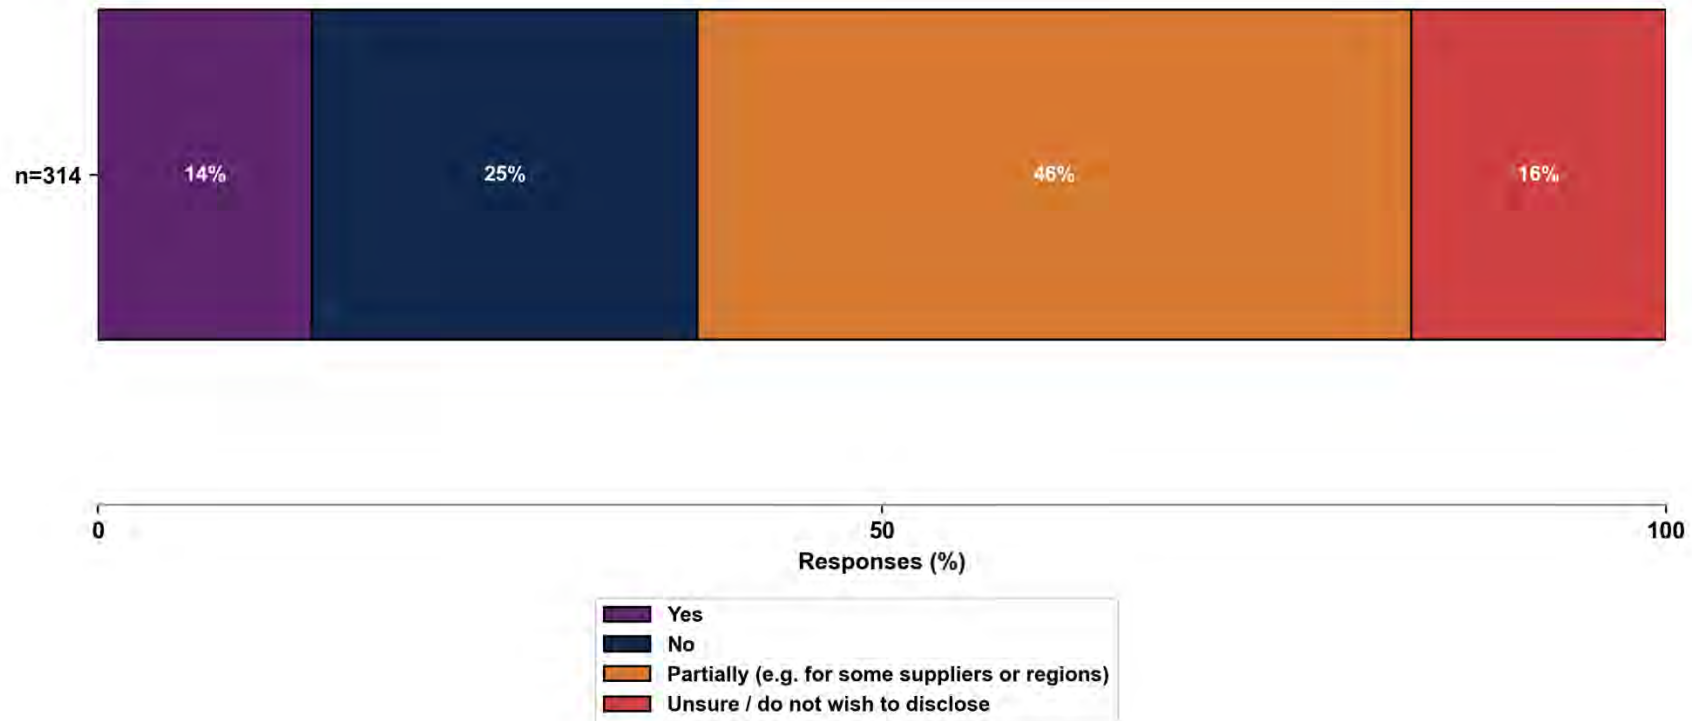 n=314
14%
25%
46%
16%
0
50
100
Responses (%)
Yes
No
Partially (e.g. for some suppliers or regions)
Unsure / do not wish to disclose